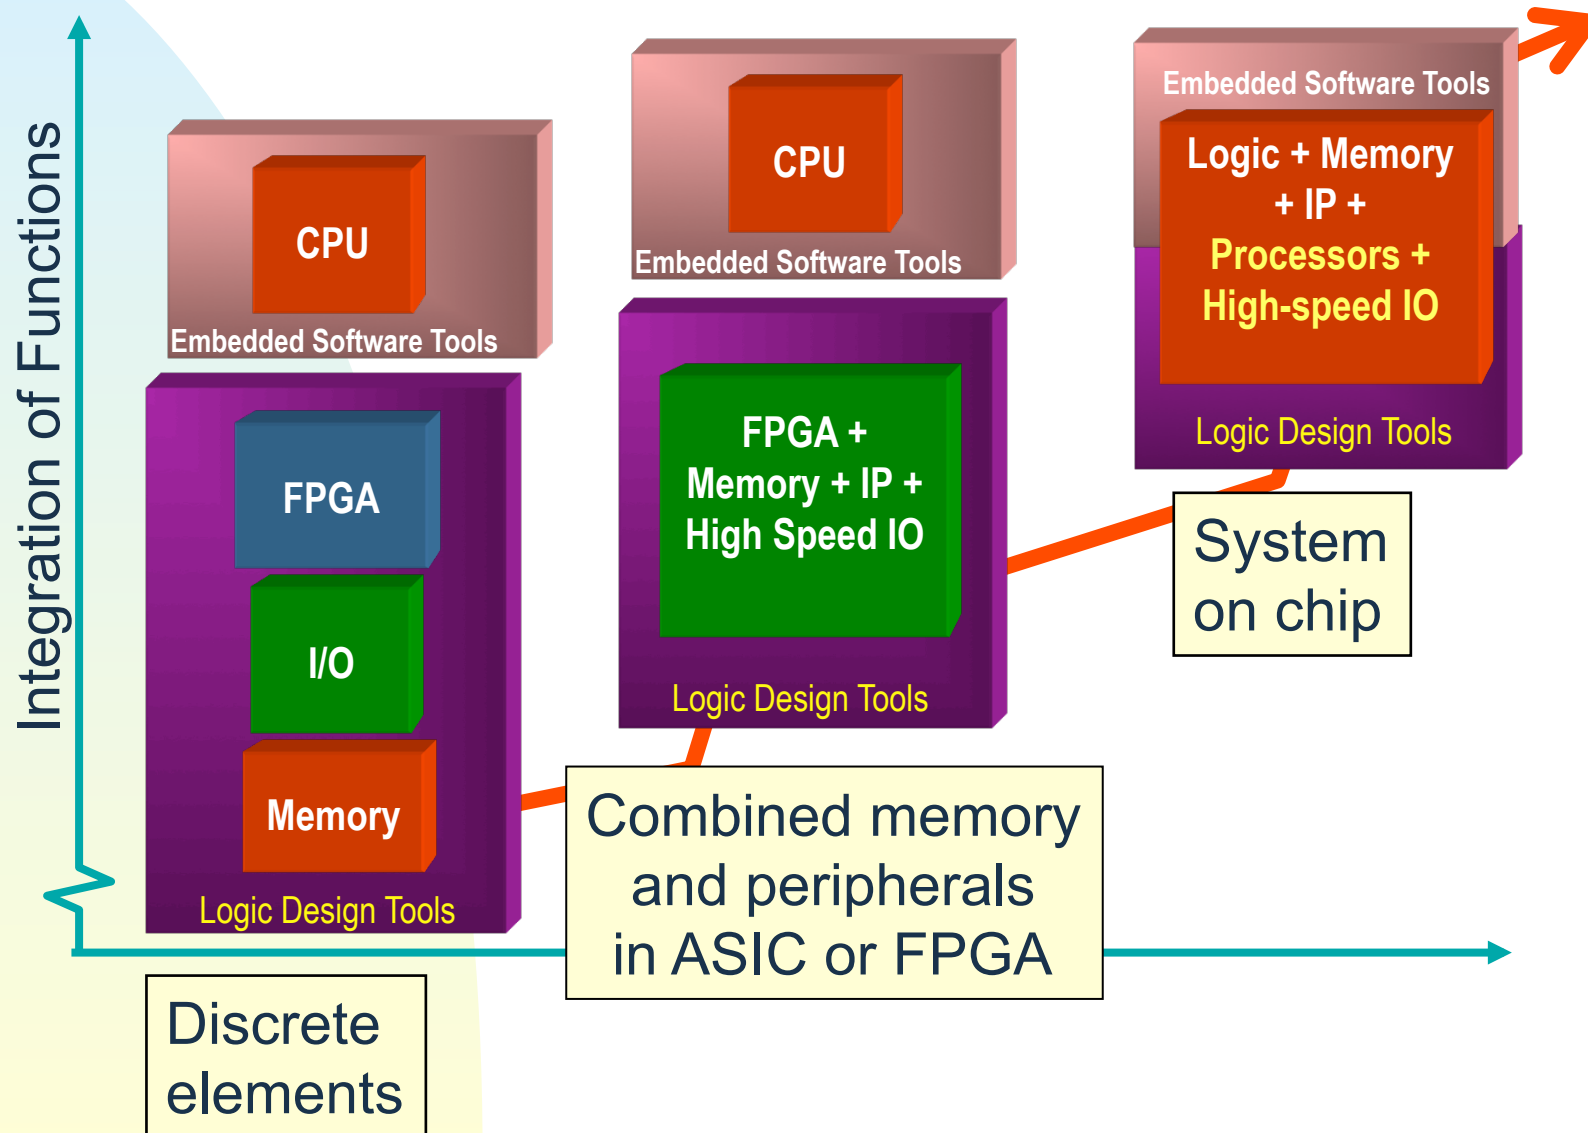 Integration of Functions
CPU
Embedded Software Tools
FPGA
I/O
Memory
Logic Design Tools
Discrete
elements
CPU
Embedded Software Tools
FPGA +
Memory + IP +
High Speed IO
Logic Design Tools
Combined memory
and peripherals
in ASIC or FPGA
Embedded Software Tools
Logic + Memory
+ IP +
Processors +
High-speed IO
Logic Design Tools
System
on chip